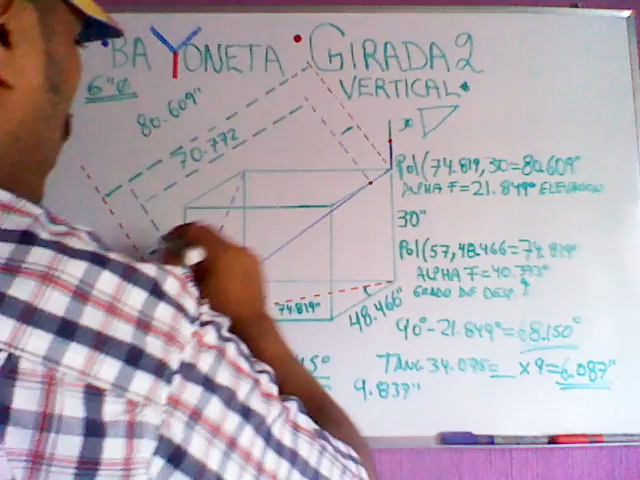 BAYONETA GIRADA 2
6"Ø
VERTICAL
80.609"
70.772
Pol(74.819,30=80.609"
ALPHA F=21.849° ELEVACION
30"
Pol(57,48.466=74.819"
ALPHA F=40.373°
GRADO DE DESP
74.819"
48.466"
90°-21.849°=68.150°
45°
TANG 34.075=_ x 9=6.087"
9.837"